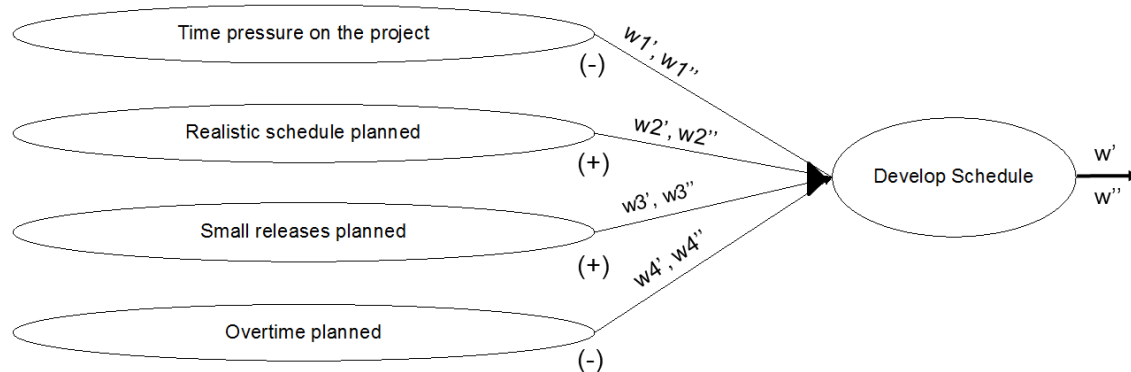 Time pressure on the project
(-)
w1’, w1’’
Realistic schedule planned
(+)
w2’, w2’’
Small releases planned
(+)
w3’, w3’’
Overtime planned
(-)
w4’, w4’’
Develop Schedule
w’
w’’